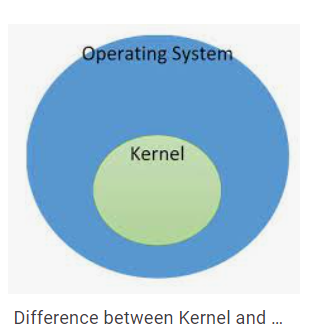 Operating System
Kernel
Difference between Kernel and ...